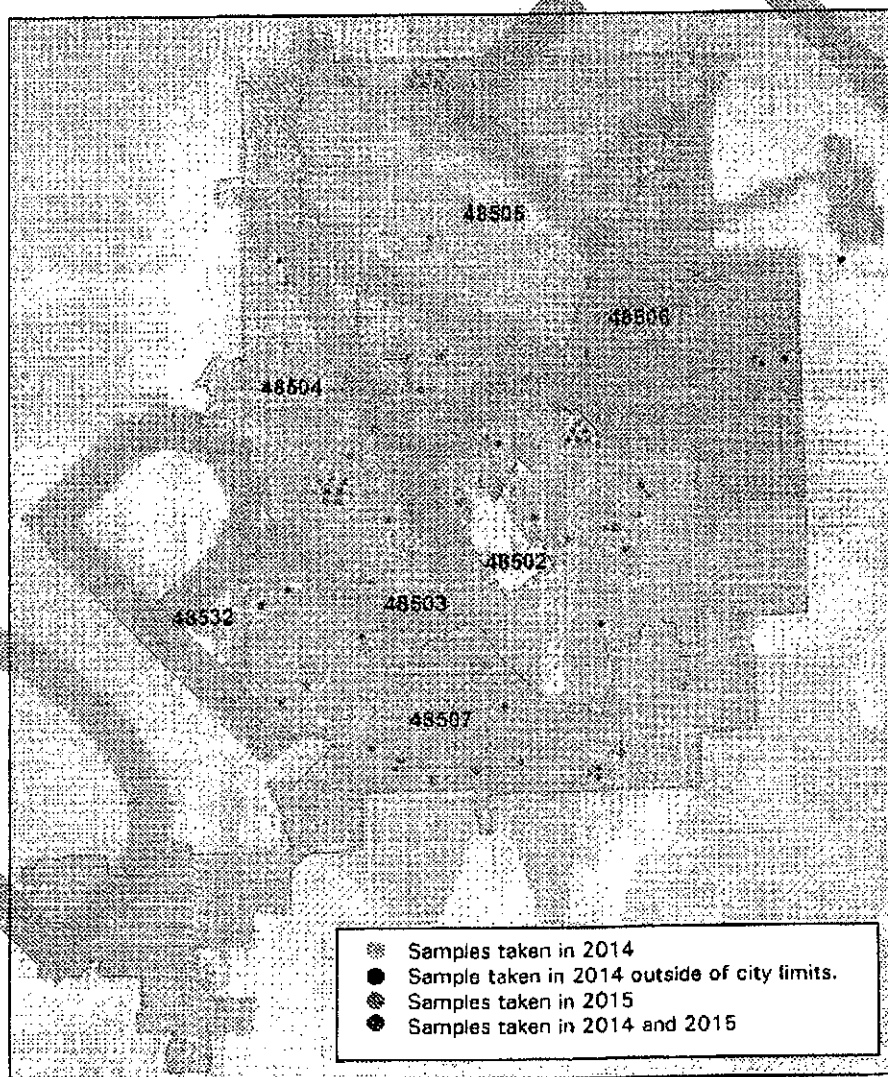 48505
48506
48504
48502
48503
48532
48507
Samples taken in 2014
Sample taken in 2014 outside of city limits.
Samples taken in 2015
Samples taken in 2014 and 2015